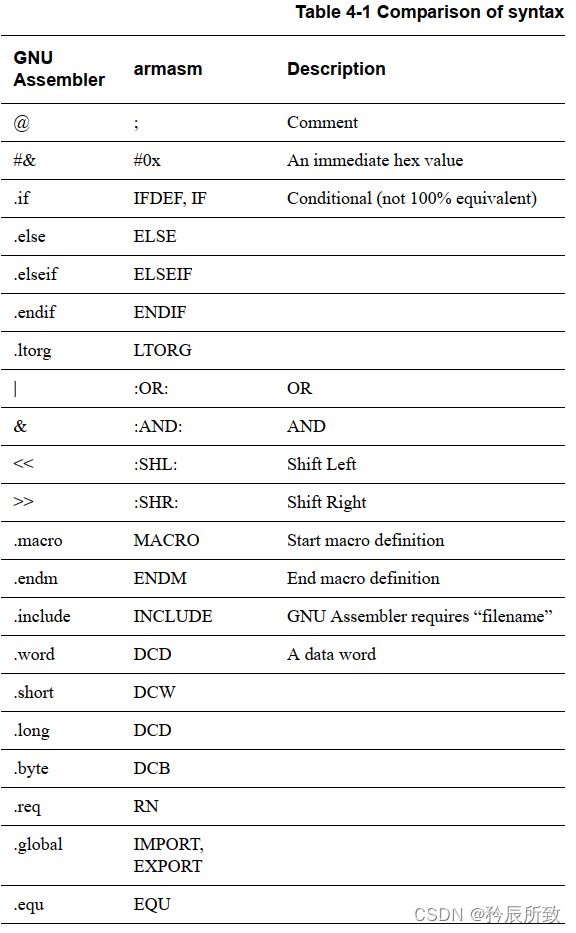 Table 4-1 Comparison of syntax
GNU Assembler armasm Description
@ ; Comment
#& #0x An immediate hex value
.if IFDEF, IF Conditional (not 100% equivalent)
.else ELSE
.elseif ELSEIF
.endif ENDIF
.ltorg LTORG
| :OR: OR
& :AND: AND
<< :SHL: Shift Left
>> :SHR: Shift Right
.macro MACRO Start macro definition
.endm ENDM End macro definition
.include INCLUDE GNU Assembler requires “filename”
.word DCD A data word
.short DCW
.long DCD
.byte DCB
.req RN
.global IMPORT,
EXPORT
.equ EQU
CSDN @矜辰所致